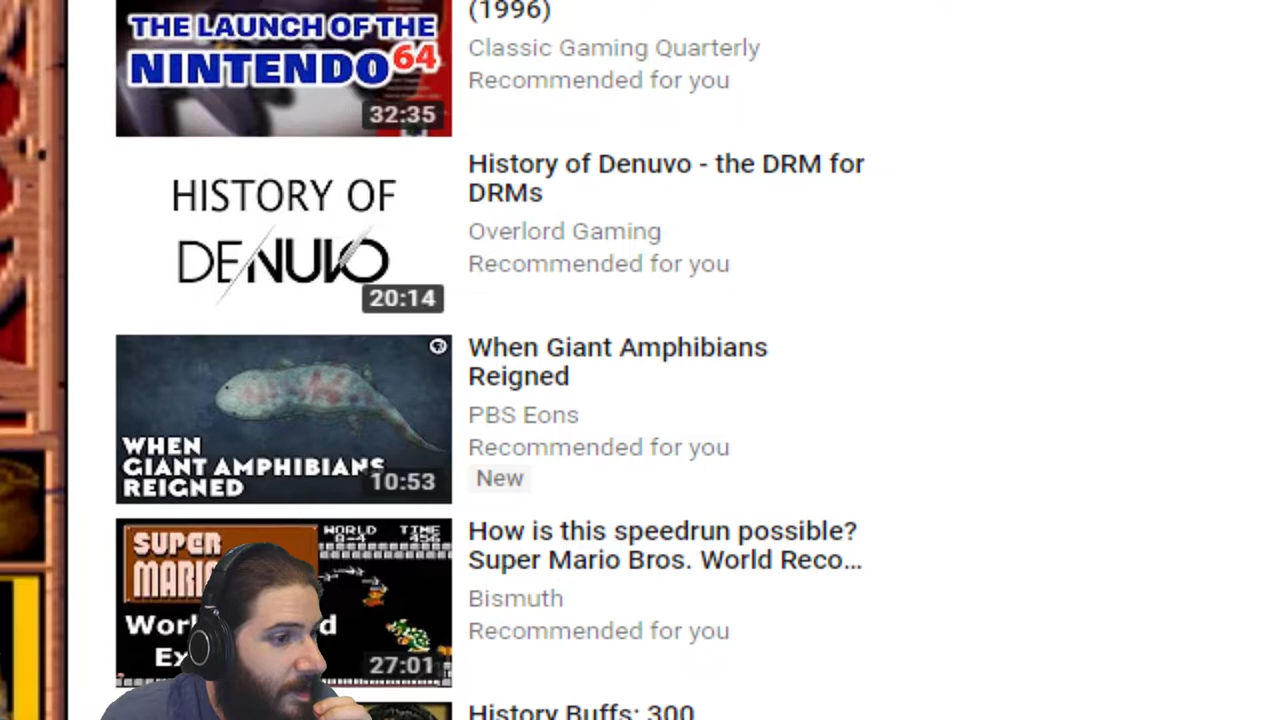 (1996)
THE LAUNCH OF THE
NINTENDO 64
Classic Gaming Quarterly
Recommended for you
32:35
History of Denuvo - the DRM for
DRMs
HISTORY OF
DENUVO
Overlord Gaming
Recommended for you
20:14
When Giant Amphibians
Reigned
PBS Eons
Recommended for you
New
WHEN
GIANT AMPHIBIANS
REIGNED
10:53
How is this speedrun possible?
Super Mario Bros. World Reco...
WORLD TIME
8-4 456
SUPER
Bismuth
Recommended for you
27:01
History Buffs: 300